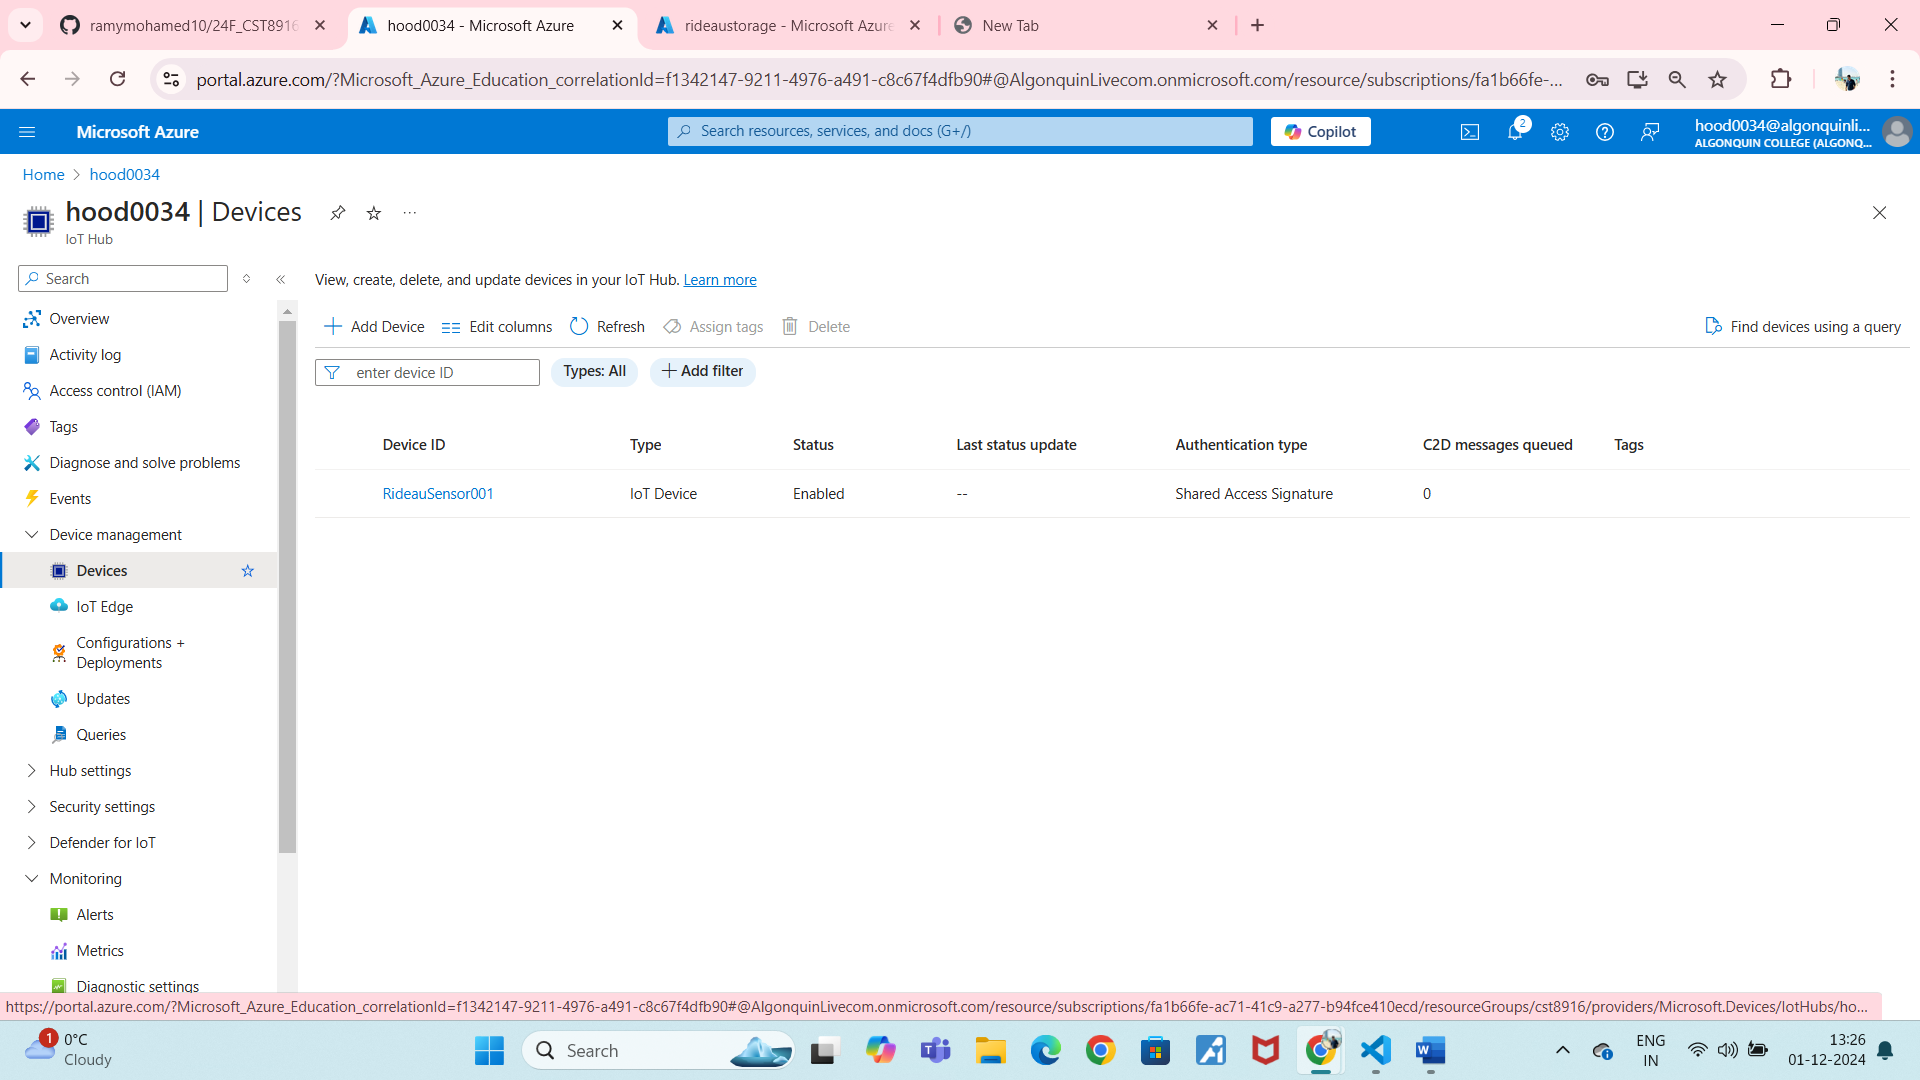 ramymohamed10/24F_CST8916
hood0034 - Microsoft Azure
rideaustorage - Microsoft Azure
New Tab
portal.azure.com/?Microsoft_Azure_Education_correlationId=f1342147-9211-4976-a491-c8c67f4dfb90#@AlgonquinLivecom.onmicrosoft.com/resource/subscriptions/fa1b66fe-...
Microsoft Azure
Search resources, services, and docs (G+/)
Copilot
2
hood0034@algonquinli...
ALGONQUIN COLLEGE (ALGONQ...
Home > hood0034
hood0034 | Devices
IoT Hub
Search
Overview
Activity log
Access control (IAM)
Tags
Diagnose and solve problems
Events
Device management
Devices
IoT Edge
Configurations +
Deployments
Updates
Queries
Hub settings
Security settings
Defender for IoT
Monitoring
Alerts
Metrics
Diagnostic settings
View, create, delete, and update devices in your IoT Hub. Learn more
Add Device Edit columns Refresh Assign tags Delete Find devices using a query
enter device ID Types: All Add filter
Device ID Type Status Last status update Authentication type C2D messages queued Tags
RideauSensor001 IoT Device Enabled -- Shared Access Signature 0
https://portal.azure.com/?Microsoft_Azure_Education_correlationId=f1342147-9211-4976-a491-c8c67f4dfb90#@AlgonquinLivecom.onmicrosoft.com/resource/subscriptions/fa1b66fe-ac71-41c9-a277-b94fce410ecd/resourceGroups/cst8916/providers/Microsoft.Devices/IotHubs/ho...
1
0°C
Cloudy
Search
ENG
IN
13:26
01-12-2024